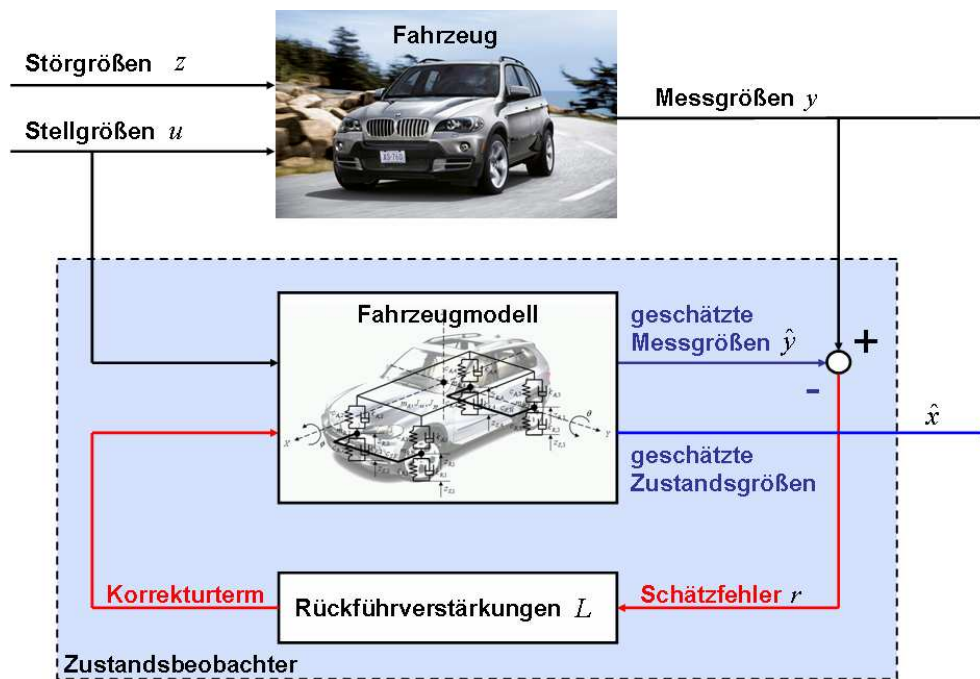 Fahrzeug
Störgrößen z
Messgrößen y
Stellgrößen u
Fahrzeugmodell
geschätzte
Messgrößen ŷ
+
-
x̂
geschätzte
Zustandsgrößen
Korrekturterm
Rückführverstärkungen L
Schätzfehler r
Zustandsbeobachter